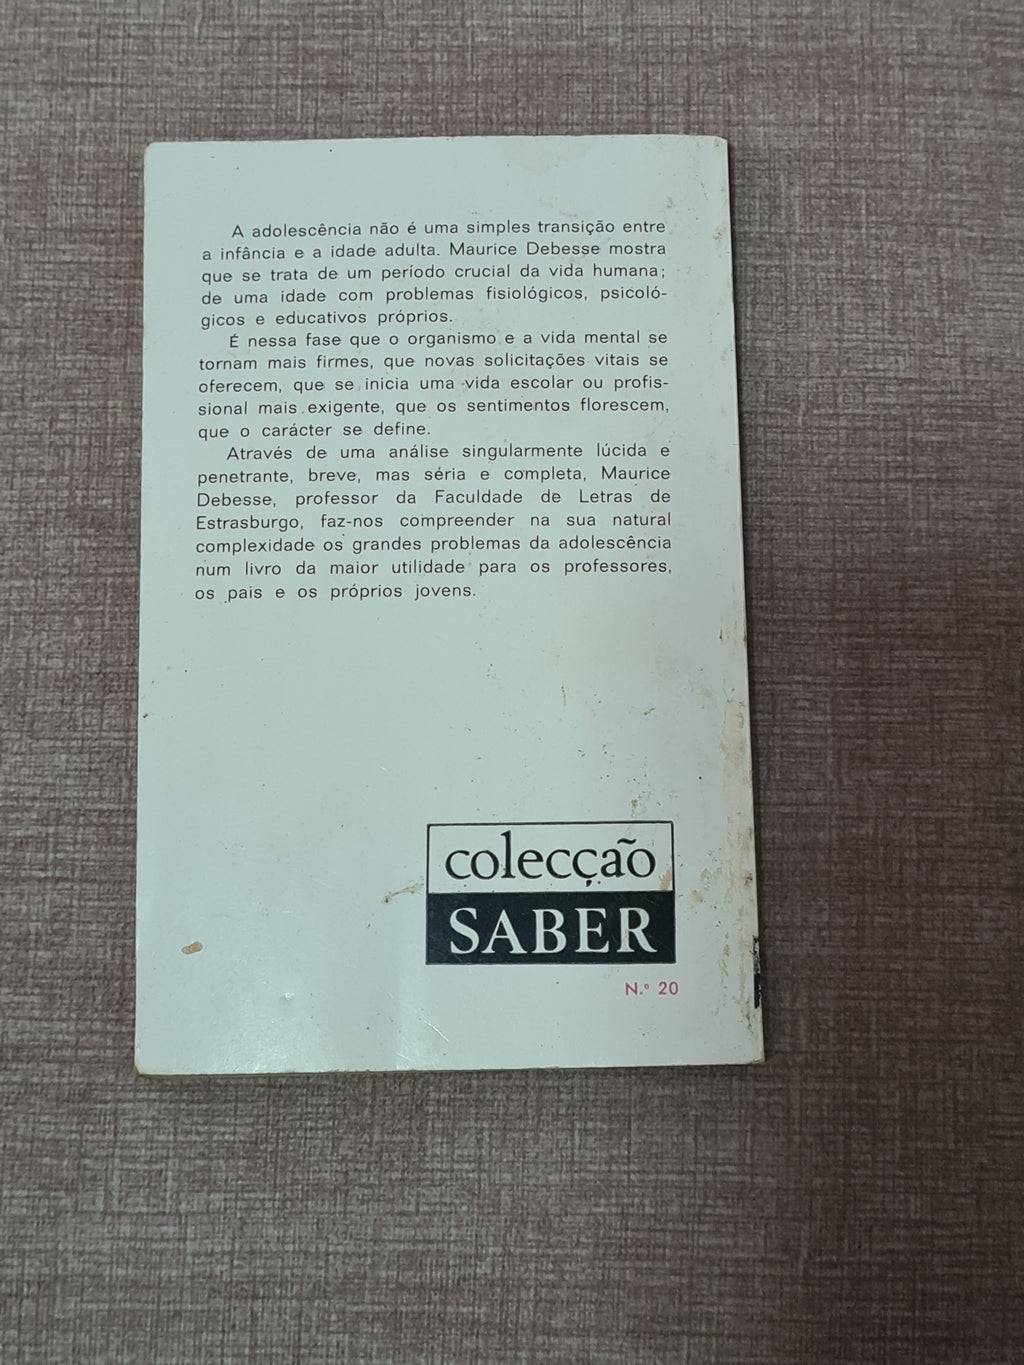 A adolescência não é uma simples transição entre
a infância e a idade adulta. Maurice Debesse mostra
que se trata de um período crucial da vida humana;
de uma idade com problemas fisiológicos, psicoló-
gicos e educativos próprios.
É nessa fase que o organismo e a vida mental se
tornam mais firmes, que novas solicitações vitais se
oferecem, que se inicia uma vida escolar ou profis-
sional mais exigente, que os sentimentos florescem,
que o carácter se define.
Através de uma análise singularmente lúcida e
penetrante, breve, mas séria e completa, Maurice
Debesse, professor da Faculdade de Letras de
Estrasburgo, faz-nos compreender na sua natural
complexidade os grandes problemas da adolescência
num livro da maior utilidade para os professores,
os pais e os próprios jovens.
colecção
SABER
N.º 20